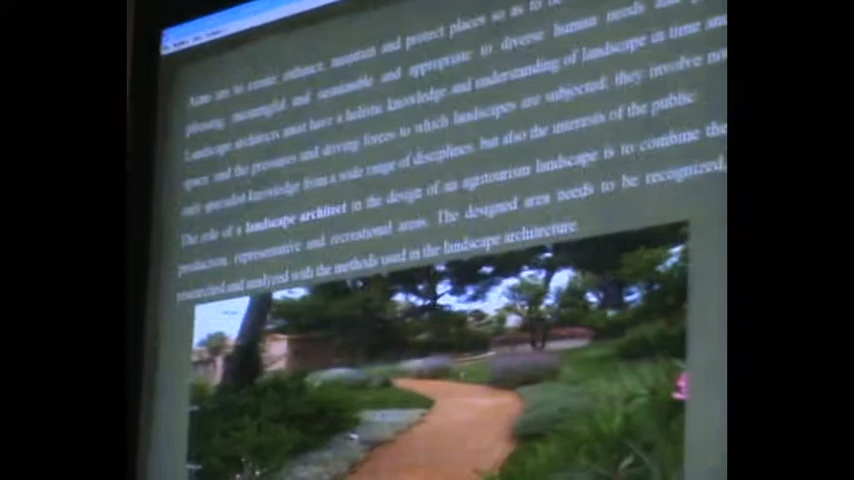 Aims are to create, enhance, maintain and protect places so as to be
planning, meaningful and sustainable and appropriate to diverse human needs and
Landscape architects must have a holistic knowledge and understanding of landscape in time and
space, and the pressures and driving forces to which landscapes are subjected; they involve no
only specialist knowledge from a wide range of disciplines, but also the interests of the public
The role of a landscape architect in the design of an agritourism landscape is to combine the
production, representative and recreational areas. The designed area needs to be recognized,
researched and analyzed with the methods used in the landscape architecture